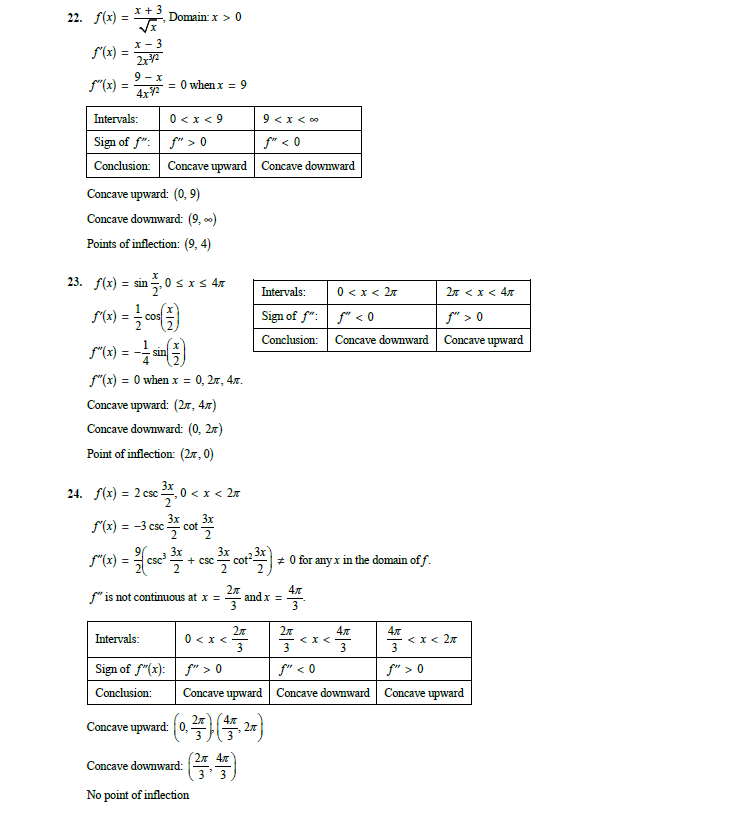 22. f(x) = (x + 3)/√x, Domain: x > 0
f′(x) = (x − 3)/(2x^(3/2))
f″(x) = (9 − x)/(4x^(5/2)) = 0 when x = 9
Intervals: 0 < x < 9 9 < x < ∞
Sign of f″: f″ > 0 f″ < 0
Conclusion: Concave upward Concave downward
Concave upward: (0, 9)
Concave downward: (9, ∞)
Points of inflection: (9, 4)
23. f(x) = sin x/2, 0 ≤ x ≤ 4π
f′(x) = 1/2 cos(x/2)
f″(x) = −1/4 sin(x/2)
f″(x) = 0 when x = 0, 2π, 4π.
Concave upward: (2π, 4π)
Concave downward: (0, 2π)
Point of inflection: (2π, 0)
Intervals: 0 < x < 2π 2π < x < 4π
Sign of f″: f″ < 0 f″ > 0
Conclusion: Concave downward Concave upward
24. f(x) = 2 csc 3x/2, 0 < x < 2π
f′(x) = −3 csc 3x/2 cot 3x/2
f″(x) = 9/2(csc³ 3x/2 + csc 3x/2 cot² 3x/2) ≠ 0 for any x in the domain of f.
f″ is not continuous at x = 2π/3 and x = 4π/3.
Intervals: 0 < x < 2π/3 2π/3 < x < 4π/3 4π/3 < x < 2π
Sign of f″(x): f″ > 0 f″ < 0 f″ > 0
Conclusion: Concave upward Concave downward Concave upward
Concave upward: (0, 2π/3), (4π/3, 2π)
Concave downward: (2π/3, 4π/3)
No point of inflection